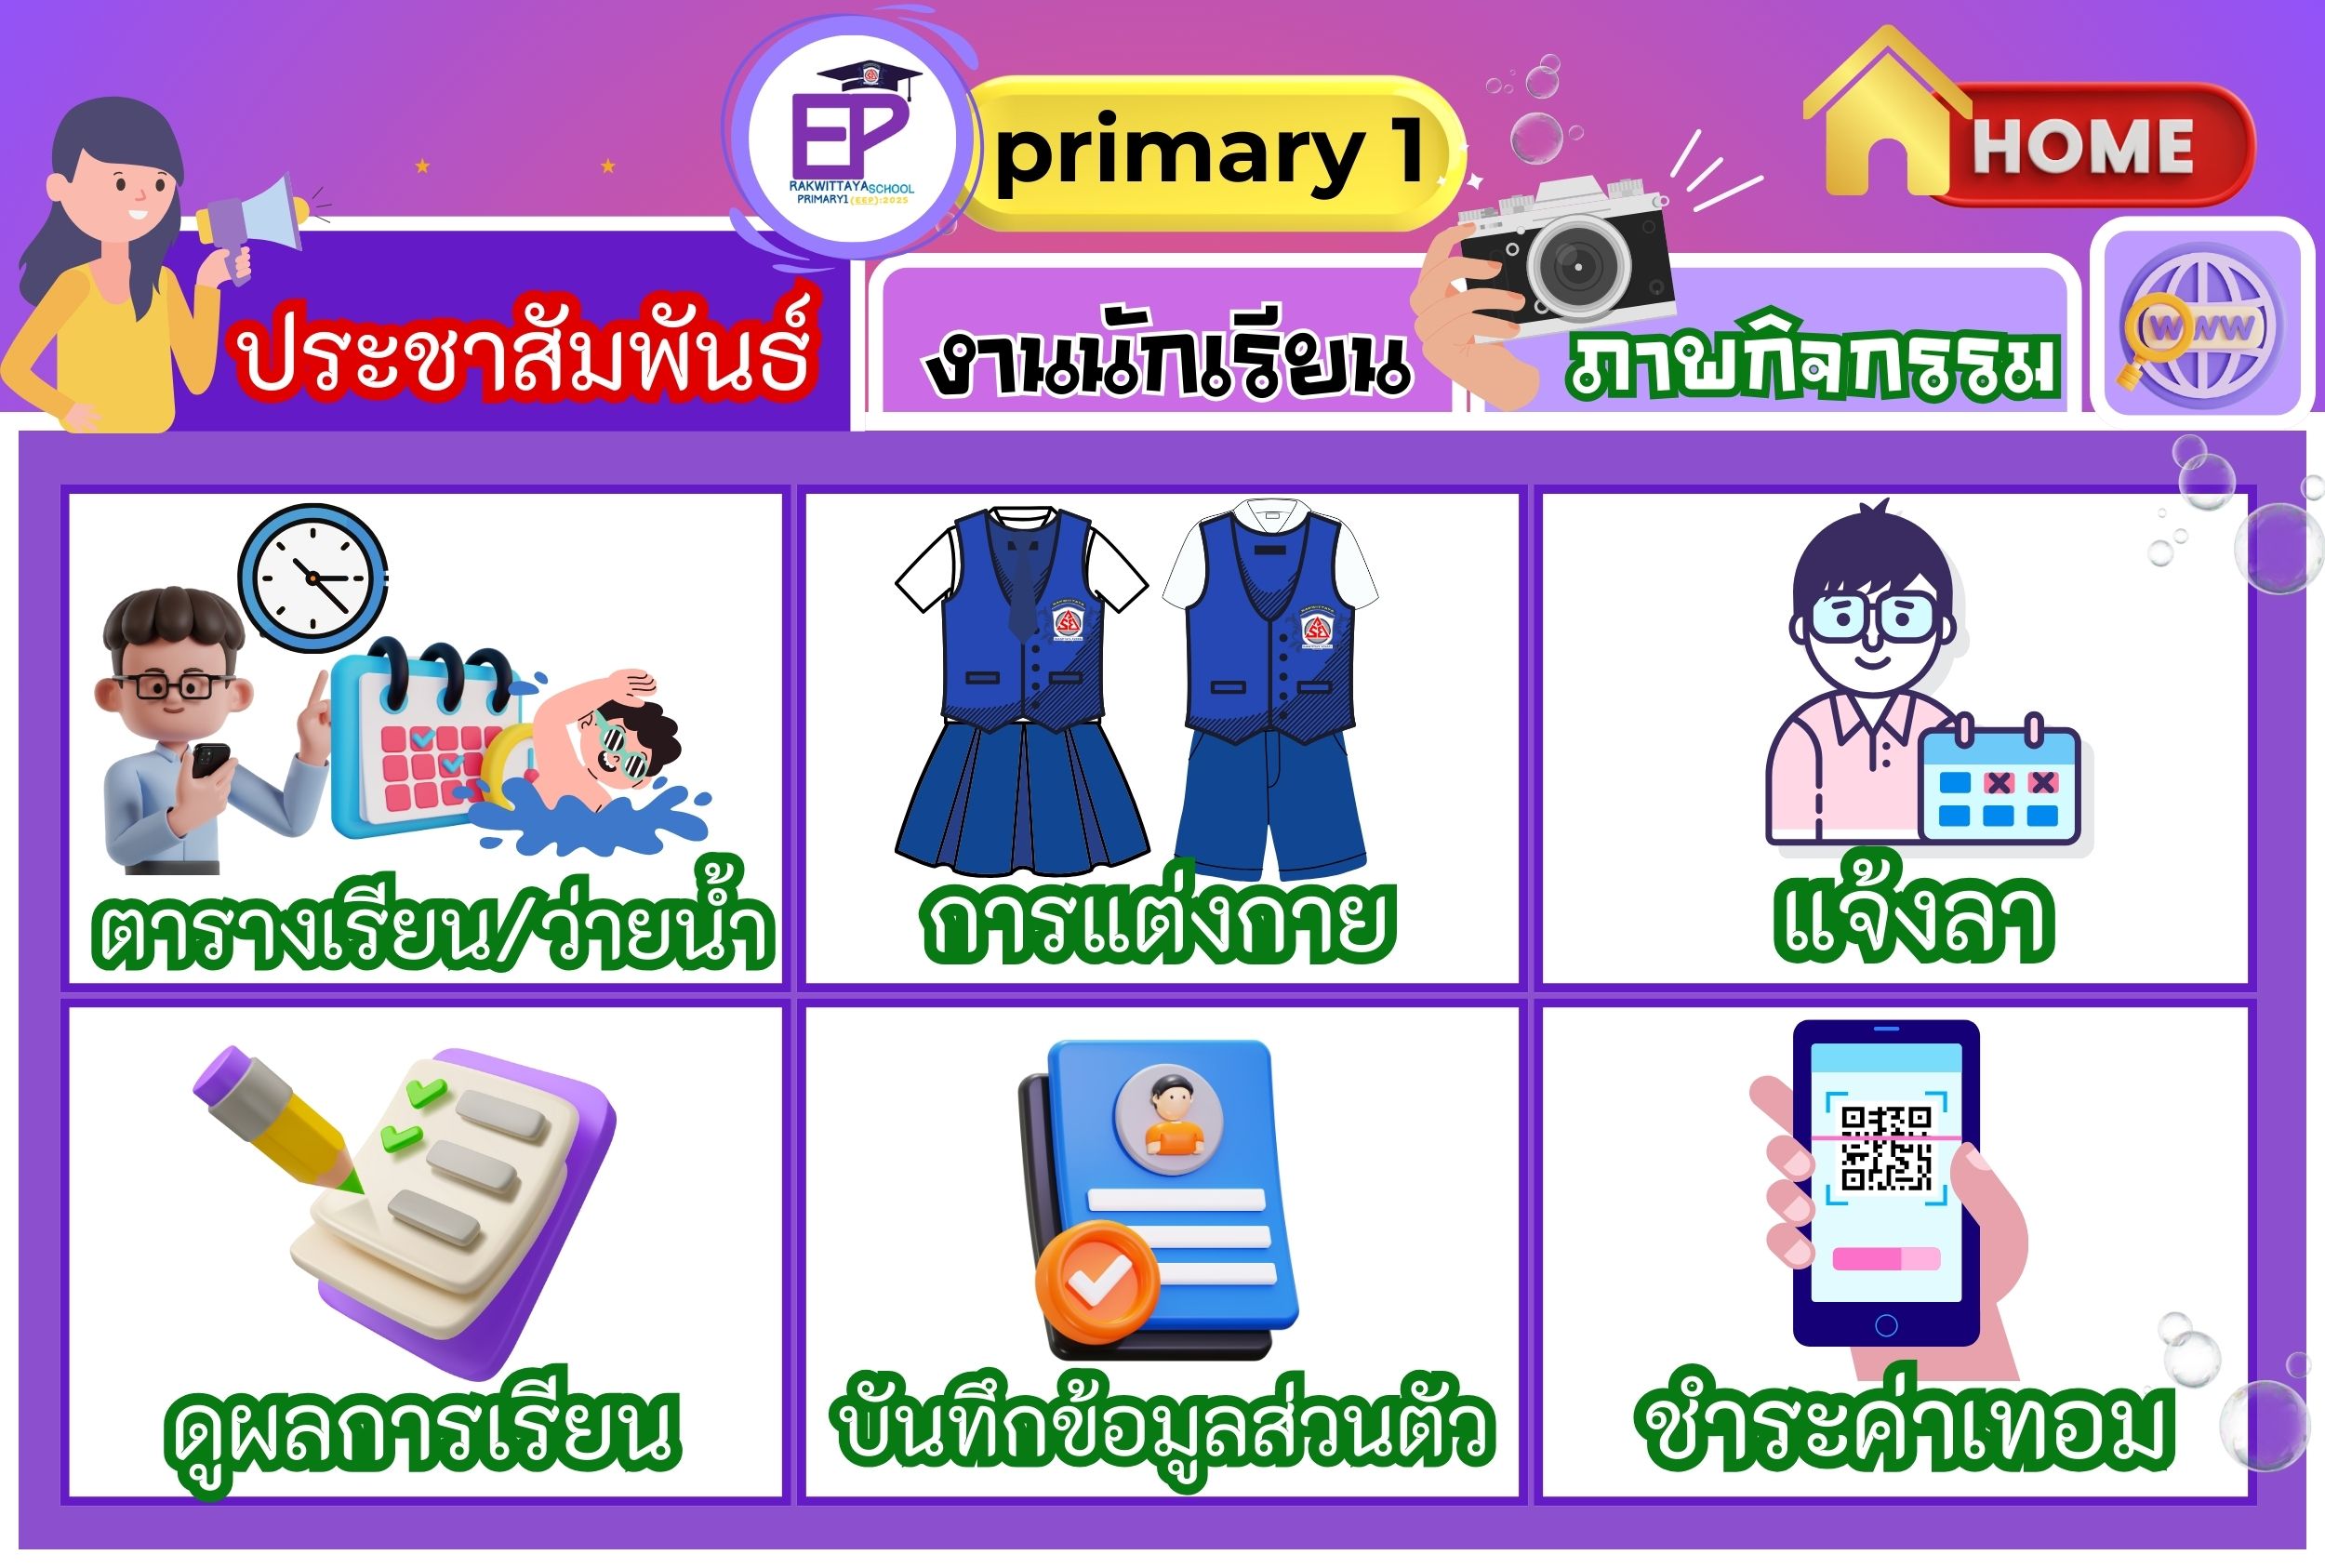 EP
RAKWITTAYA SCHOOL
PRIMARY1 (EEP):2025
primary 1
HOME
ประชาสัมพันธ์
งานนักเรียน
ภาพกิจกรรม
WWW
ตารางเรียน/ว่ายน้ำ
การแต่งกาย
แจ้งลา
ดูผลการเรียน
บันทึกข้อมูลส่วนตัว
ชำระค่าเทอม